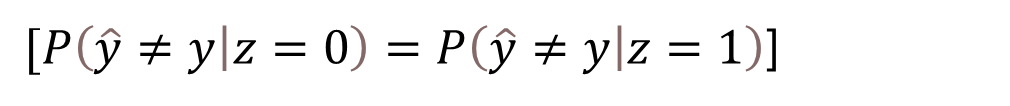 [P(ŷ ≠ y|z = 0) = P(ŷ ≠ y|z = 1)]